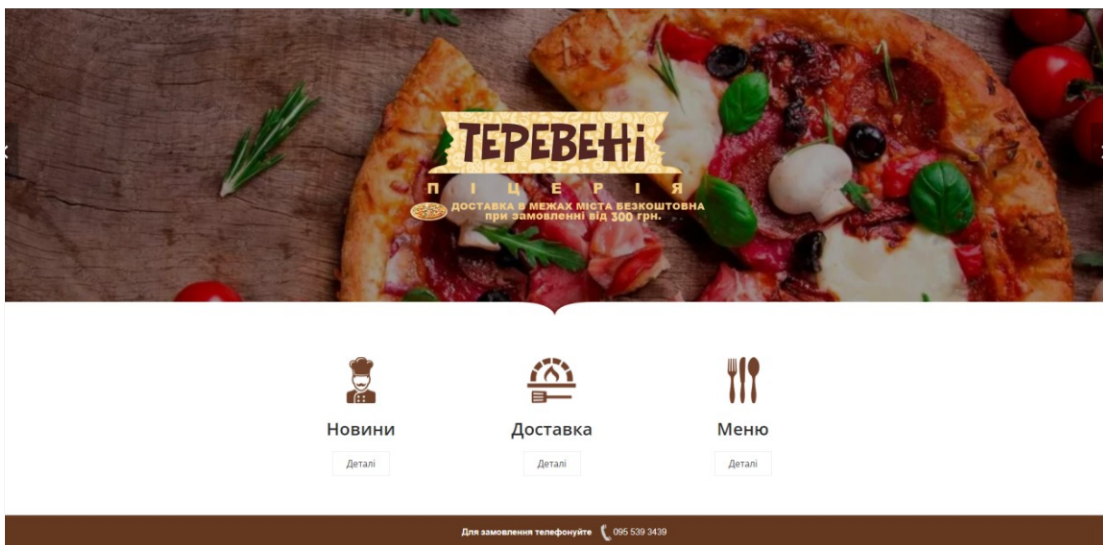 ТЕРЕВЕНі
ПІЦЕРІЯ
ДОСТАВКА В МЕЖАХ МІСТА БЕЗКОШТОВНА
при замовленні від 300 грн.
Новини
Доставка
Меню
Деталі
Деталі
Деталі
Для замовлення телефонуйте 095 539 3439